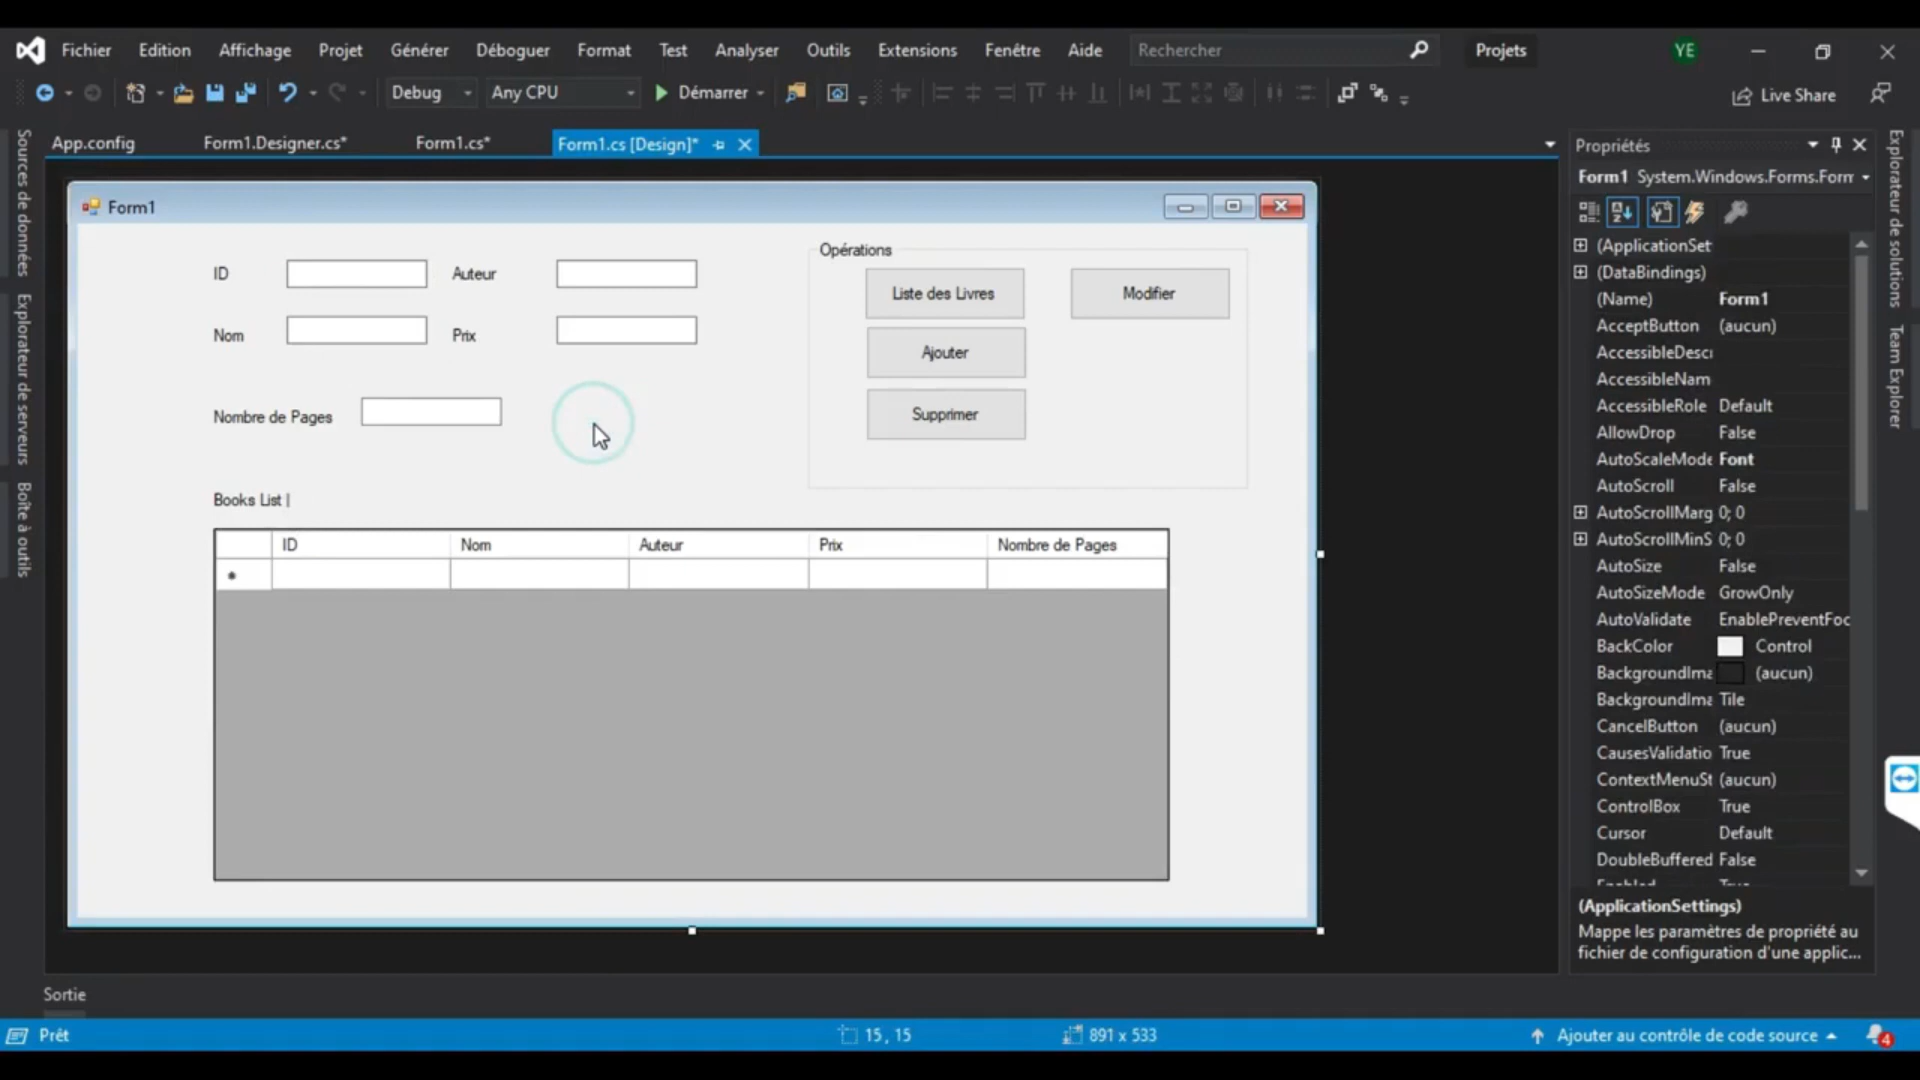 Fichier Edition Affichage Projet Générer Déboguer Format Test Analyser Outils Extensions Fenêtre Aide Rechercher Projets YE
Debug Any CPU Démarrer Live Share
App.config Form1.Designer.cs* Form1.cs* Form1.cs [Design]*
Sources de données
Explorateur de serveurs
Boîte à outils
Form1
ID Auteur
Nom Prix
Nombre de Pages
Opérations
Liste des Livres Modifier
Ajouter
Supprimer
Books List |
ID Nom Auteur Prix Nombre de Pages
Propriétés
Form1 System.Windows.Forms.Form
(ApplicationSet
(DataBindings)
(Name) Form1
AcceptButton (aucun)
AccessibleDescr
AccessibleNam
AccessibleRole Default
AllowDrop False
AutoScaleMode Font
AutoScroll False
AutoScrollMarg 0; 0
AutoScrollMinS 0; 0
AutoSize False
AutoSizeMode GrowOnly
AutoValidate EnablePreventFoc
BackColor Control
BackgroundIma (aucun)
BackgroundIma Tile
CancelButton (aucun)
CausesValidatio True
ContextMenuSt (aucun)
ControlBox True
Cursor Default
DoubleBuffered False
Enabled True
(ApplicationSettings)
Mappe les paramètres de propriété au
fichier de configuration d'une applic...
Explorateur de solutions
Team Explorer
Sortie
Prêt 15 , 15 891 x 533 Ajouter au contrôle de code source 4